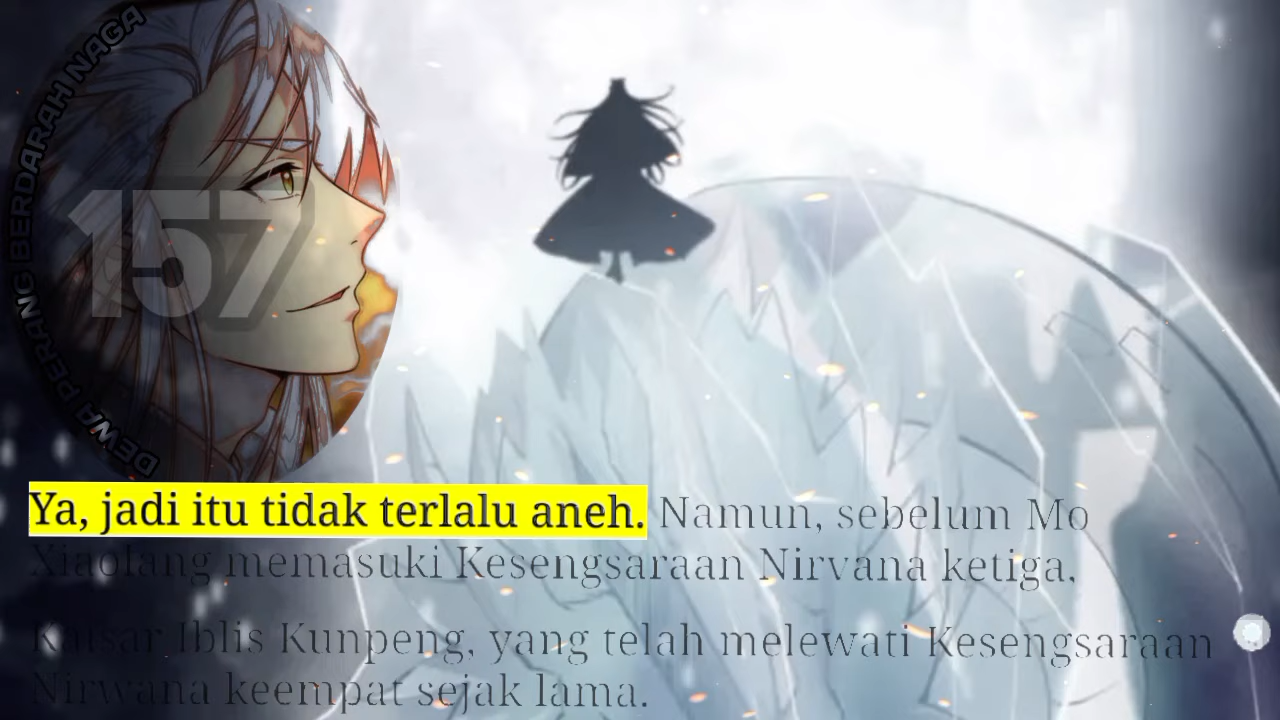 DEWA PERANG BERDARAH NAGA
157
Ya, jadi itu tidak terlalu aneh. Namun, sebelum Mo
Xiaolang memasuki Kesengsaraan Nirvana ketiga,
Kaisar Iblis Kunpeng, yang telah melewati Kesengsaraan
Nirwana keempat sejak lama.